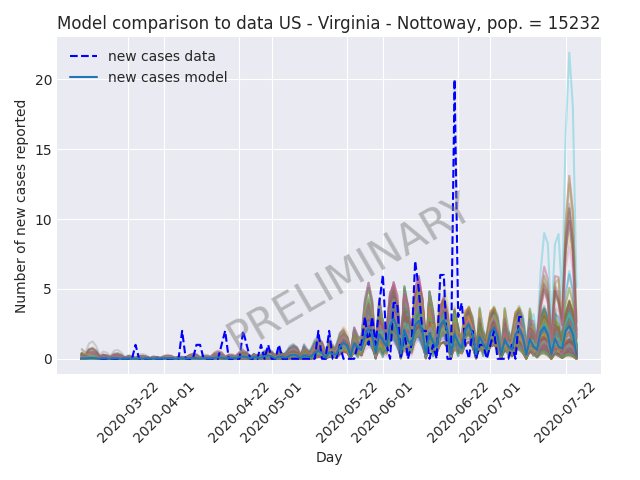 Model comparison to data US - Virginia - Nottoway, pop. = 15232
new cases data
new cases model
Number of new cases reported
20
15
10
5
0
PRELIMINARY
2020-03-22
2020-04-01
2020-04-22
2020-05-01
2020-05-22
2020-06-01
2020-06-22
2020-07-01
2020-07-22
Day